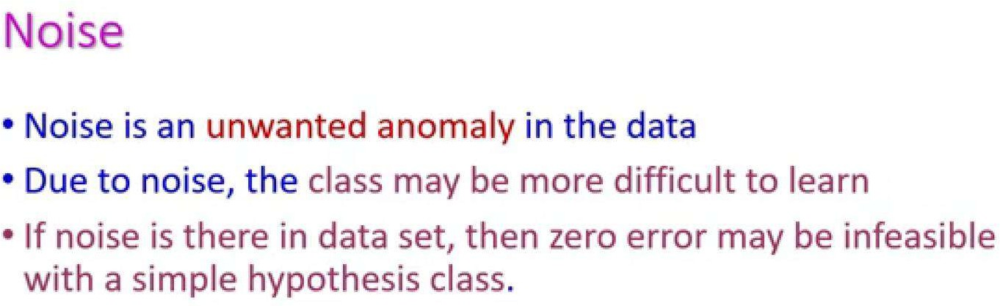 Noise
• Noise is an unwanted anomaly in the data
• Due to noise, the class may be more difficult to learn
• If noise is there in data set, then zero error may be infeasible
with a simple hypothesis class.